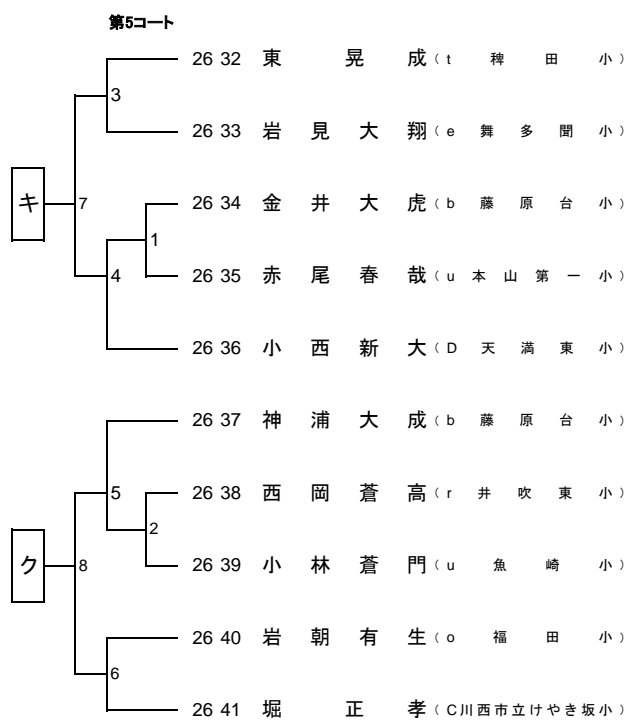 第5コート
26 32 東 晃 成 ( t 稗 田 小 )
3
26 33 岩 見 大 翔 ( e 舞 多 聞 小 )
キ 7 26 34 金 井 大 虎 ( b 藤 原 台 小 )
1
4 26 35 赤 尾 春 哉 ( u 本 山 第 一 小 )
26 36 小 西 新 大 ( D 天 満 東 小 )
26 37 神 浦 大 成 ( b 藤 原 台 小 )
5 26 38 西 岡 蒼 高 ( r 井 吹 東 小 )
2
ク 8 26 39 小 林 蒼 門 ( u 魚 崎 小 )
26 40 岩 朝 有 生 ( o 福 田 小 )
6
26 41 堀 正 孝 ( C川西市立けやき坂小 )